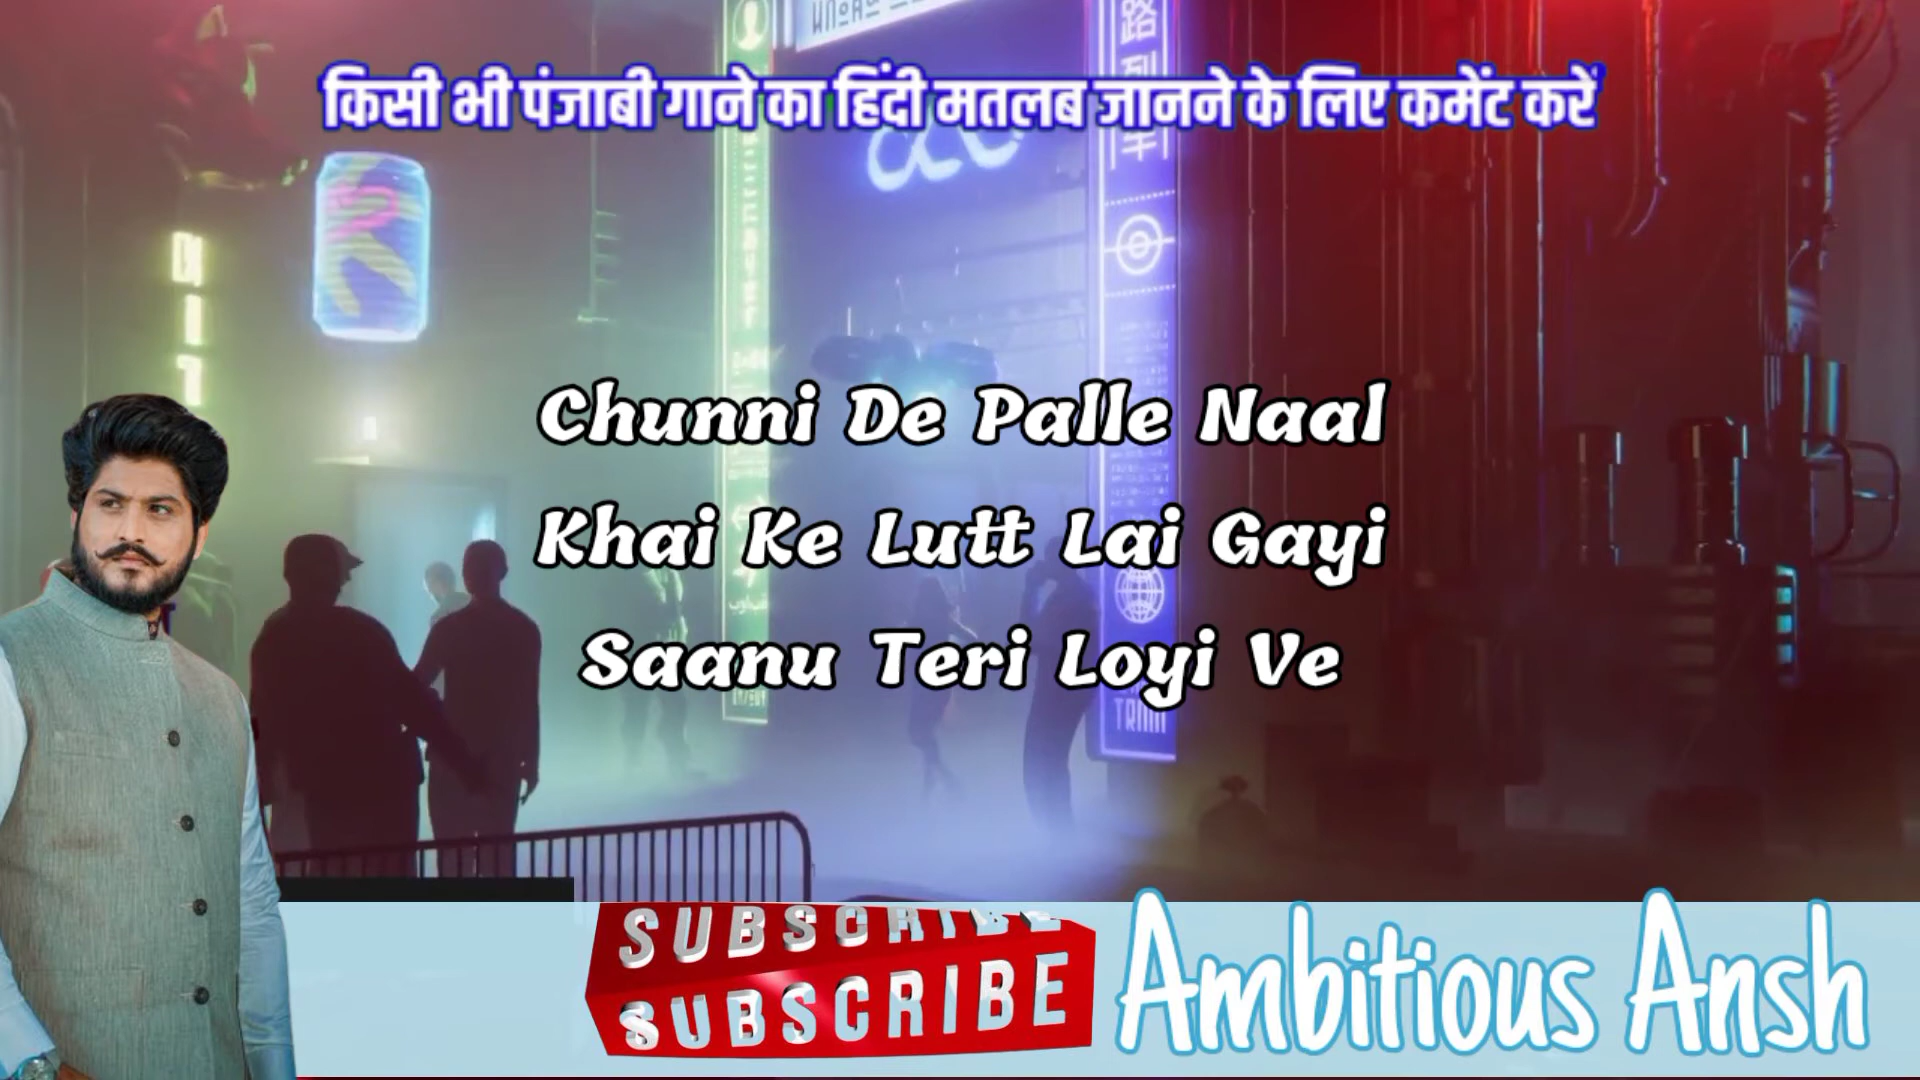 किसी भी पंजाबी गाने का हिंदी मतलब जानने के लिए कमेंट करें
Chunni De Palle Naal
Khai Ke Lutt Lai Gayi
Saanu Teri Loyi Ve
SUBSCRIBE
SUBSCRIBE
Ambitious Ansh